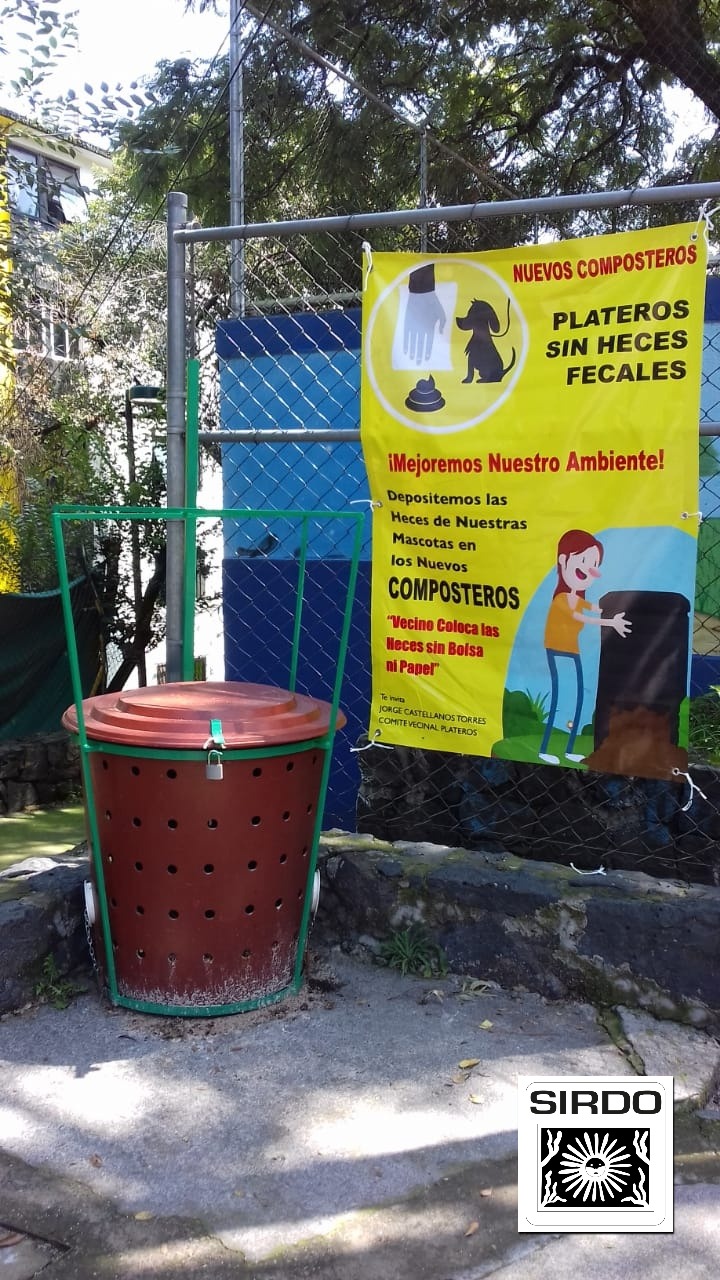 NUEVOS COMPOSTEROS
PLATEROS
SIN HECES
FECALES
¡Mejoremos Nuestro Ambiente!
Depositemos las
Heces de Nuestras
Mascotas en
los Nuevos
COMPOSTEROS
"Vecino Coloca las
Heces sin Bolsa
ni Papel"
Te invita
JORGE CASTELLANOS TORRES
COMITE VECINAL PLATEROS
SIRDO